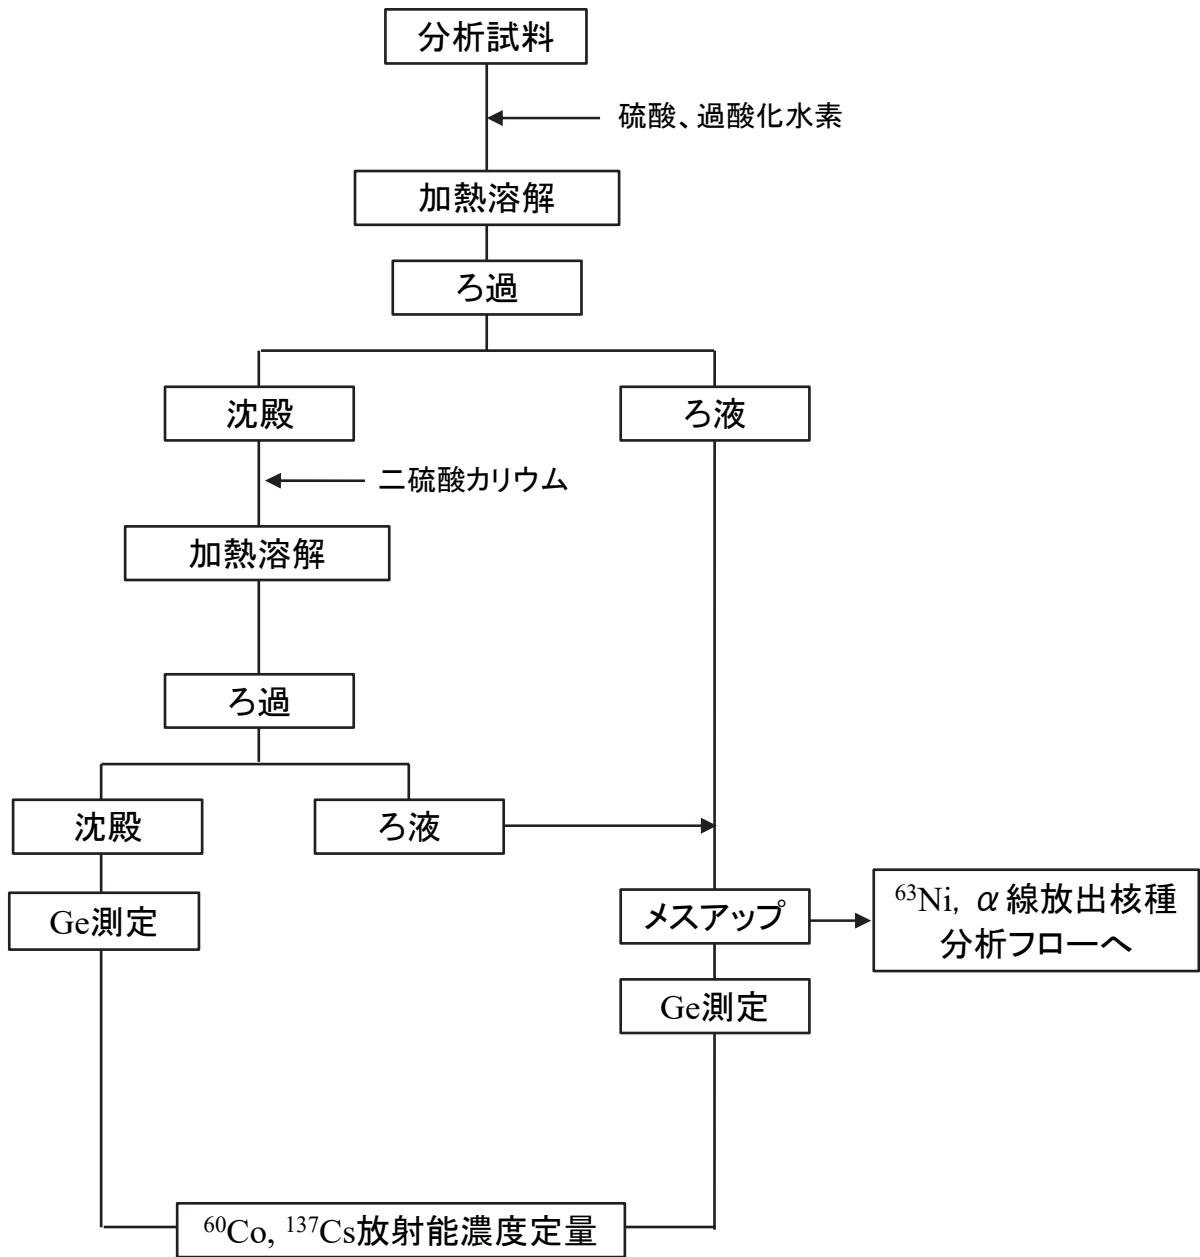 分析試料
硫酸、過酸化水素
加熱溶解
ろ過
沈殿
ろ液
二硫酸カリウム
加熱溶解
ろ過
沈殿
ろ液
Ge測定
メスアップ
⁶³Ni, α線放出核種
分析フローへ
Ge測定
⁶⁰Co, ¹³⁷Cs放射能濃度定量